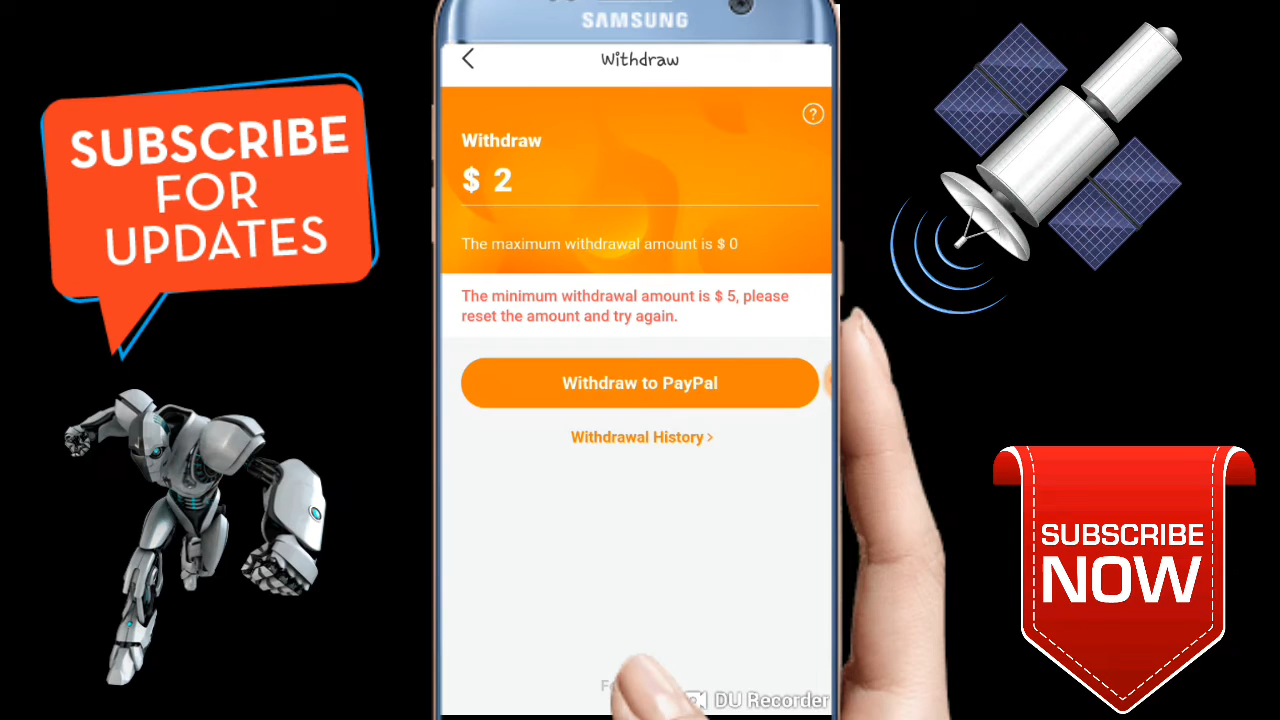 SAMSUNG
Withdraw
SUBSCRIBE
FOR
UPDATES
?
Withdraw
$ 2
The maximum withdrawal amount is $ 0
The minimum withdrawal amount is $ 5, please
reset the amount and try again.
Withdraw to PayPal
Withdrawal History >
DU Recorder
SUBSCRIBE
NOW